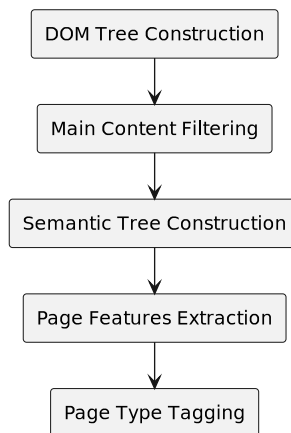 DOM Tree Construction
Main Content Filtering
Semantic Tree Construction
Page Features Extraction
Page Type Tagging